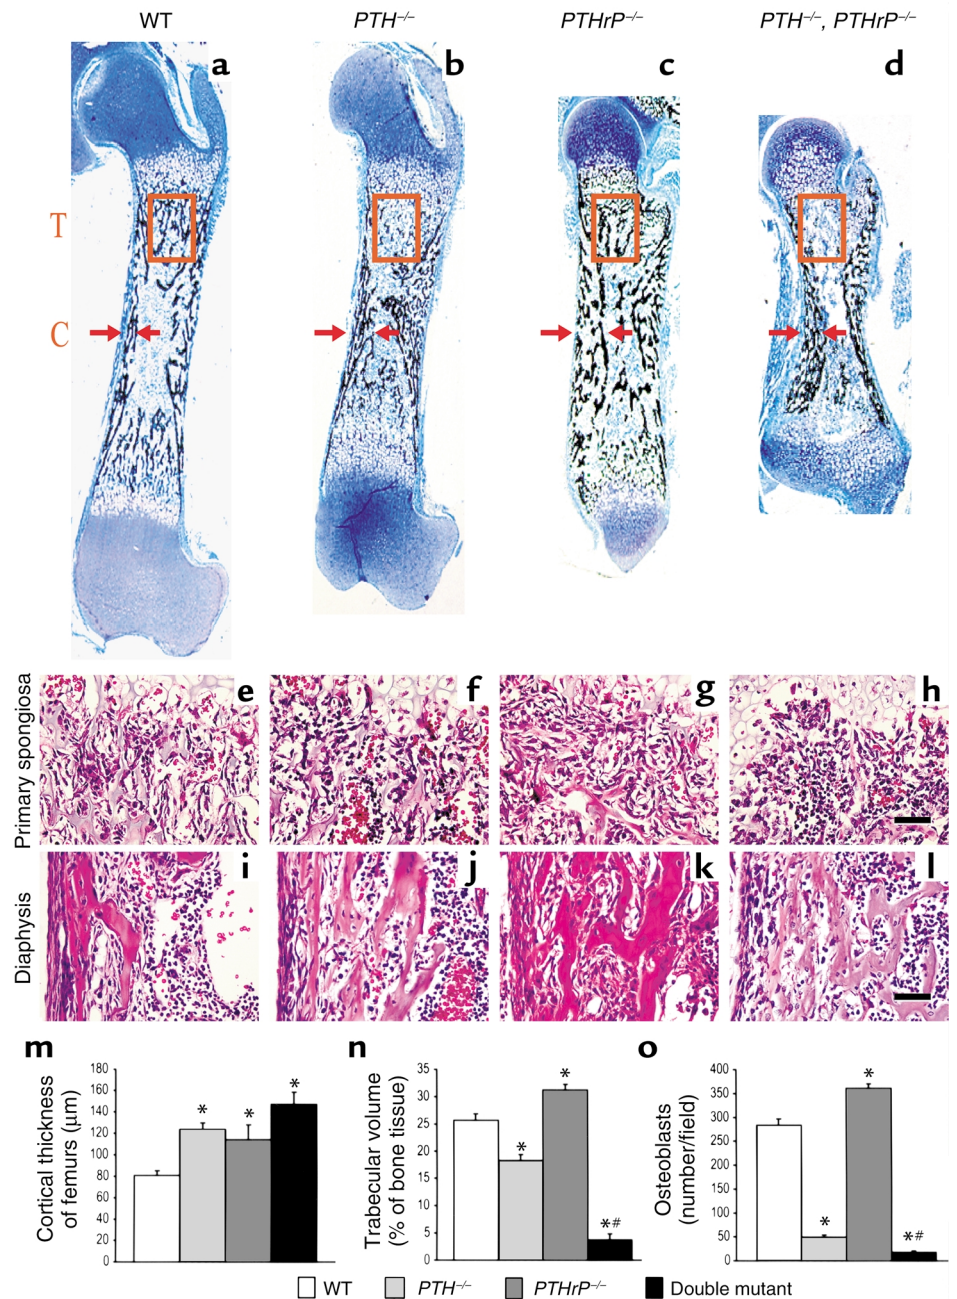 WT PTH−/− PTHrP−/− PTH−/−, PTHrP−/−
a b c d
T
C
Primary spongiosa
e f g h
Diaphysis
i j k l
m n o
Cortical thickness
of femurs (μm)
180
160
140
120
100
80
60
40
20
0
* * *
Trabecular volume
(% of bone tissue)
35
30
25
20
15
10
5
0
* * *#
Osteoblasts
(number/field)
400
350
300
250
200
150
100
50
0
* * *#
WT PTH−/− PTHrP−/− Double mutant